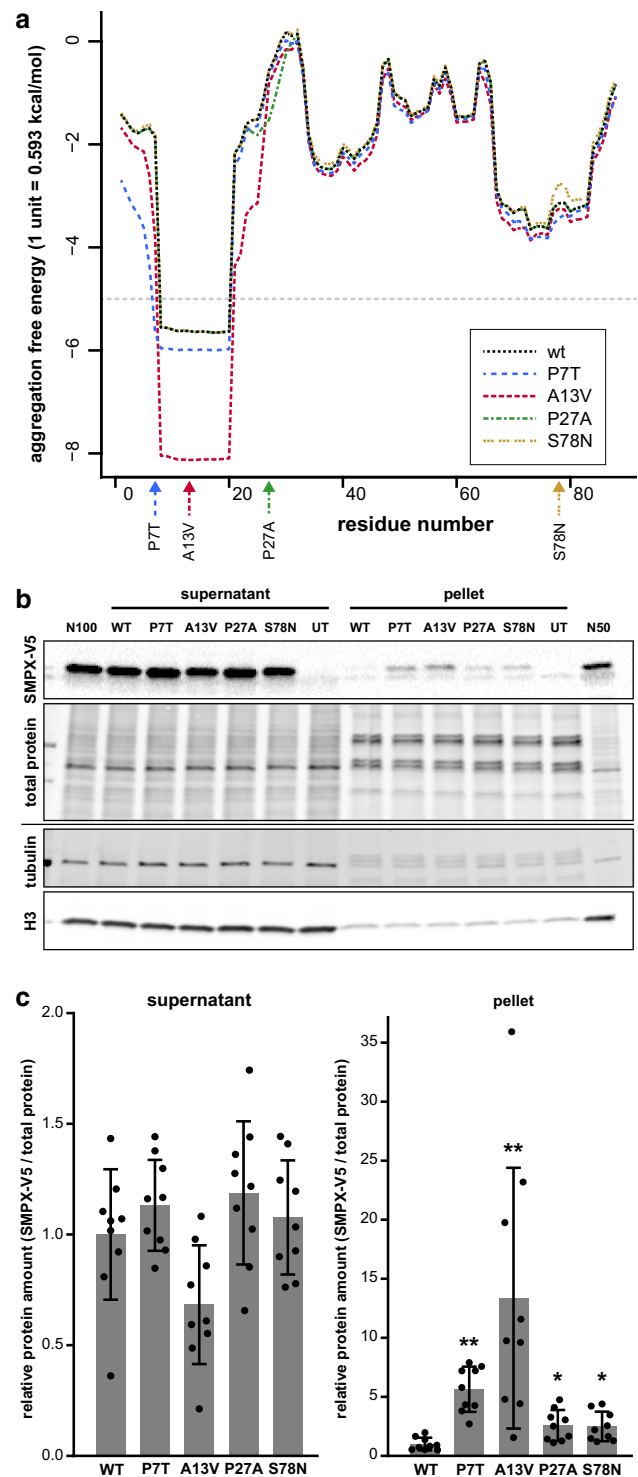 a
aggregation free energy (1 unit = 0.593 kcal/mol)
0
−2
−4
−6
−8
wt
P7T
A13V
P27A
S78N
0 20 40 60 80
P7T A13V P27A S78N
residue number
b
supernatant pellet
N100 WT P7T A13V P27A S78N UT WT P7T A13V P27A S78N UT N50
SMPX-V5
total protein
tubulin
H3
c
supernatant
relative protein amount (SMPX-V5 / total protein)
2.0
1.5
1.0
0.5
0.0
WT P7T A13V P27A S78N
pellet
relative protein amount (SMPX-V5 / total protein)
35
30
25
20
15
10
5
0
** ** * *
WT P7T A13V P27A S78N